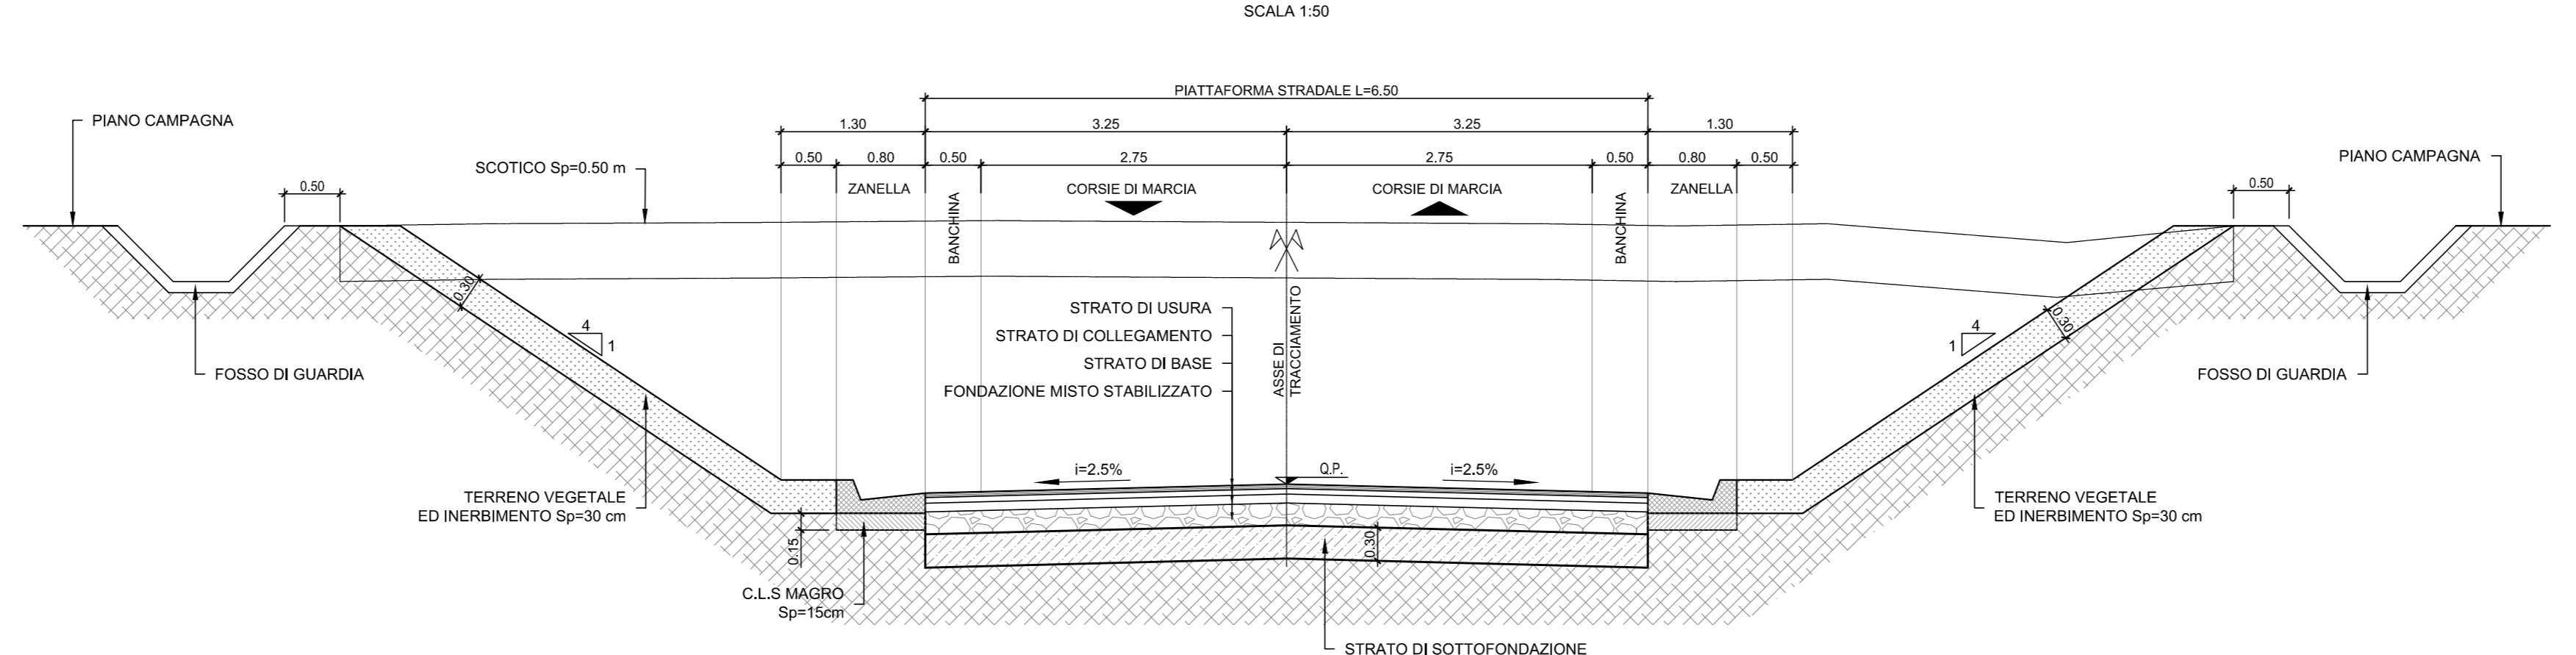 SCALA 1:50
PIATTAFORMA STRADALE L=6.50
PIANO CAMPAGNA
1.30
3.25
3.25
1.30
0.50
0.80
0.50
2.75
2.75
0.50
0.80
0.50
PIANO CAMPAGNA
SCOTICO Sp=0.50 m
0.50
ZANELLA
BANCHINA
CORSIE DI MARCIA
CORSIE DI MARCIA
BANCHINA
ZANELLA
0.50
0.30
STRATO DI USURA
STRATO DI COLLEGAMENTO
STRATO DI BASE
FONDAZIONE MISTO STABILIZZATO
ASSE DI
TRACCIAMENTO
0.30
4
1
4
1
FOSSO DI GUARDIA
FOSSO DI GUARDIA
i=2.5%
Q.P.
i=2.5%
TERRENO VEGETALE
ED INERBIMENTO Sp=30 cm
TERRENO VEGETALE
ED INERBIMENTO Sp=30 cm
0.15
0.30
C.L.S MAGRO
Sp=15cm
STRATO DI SOTTOFONDAZIONE